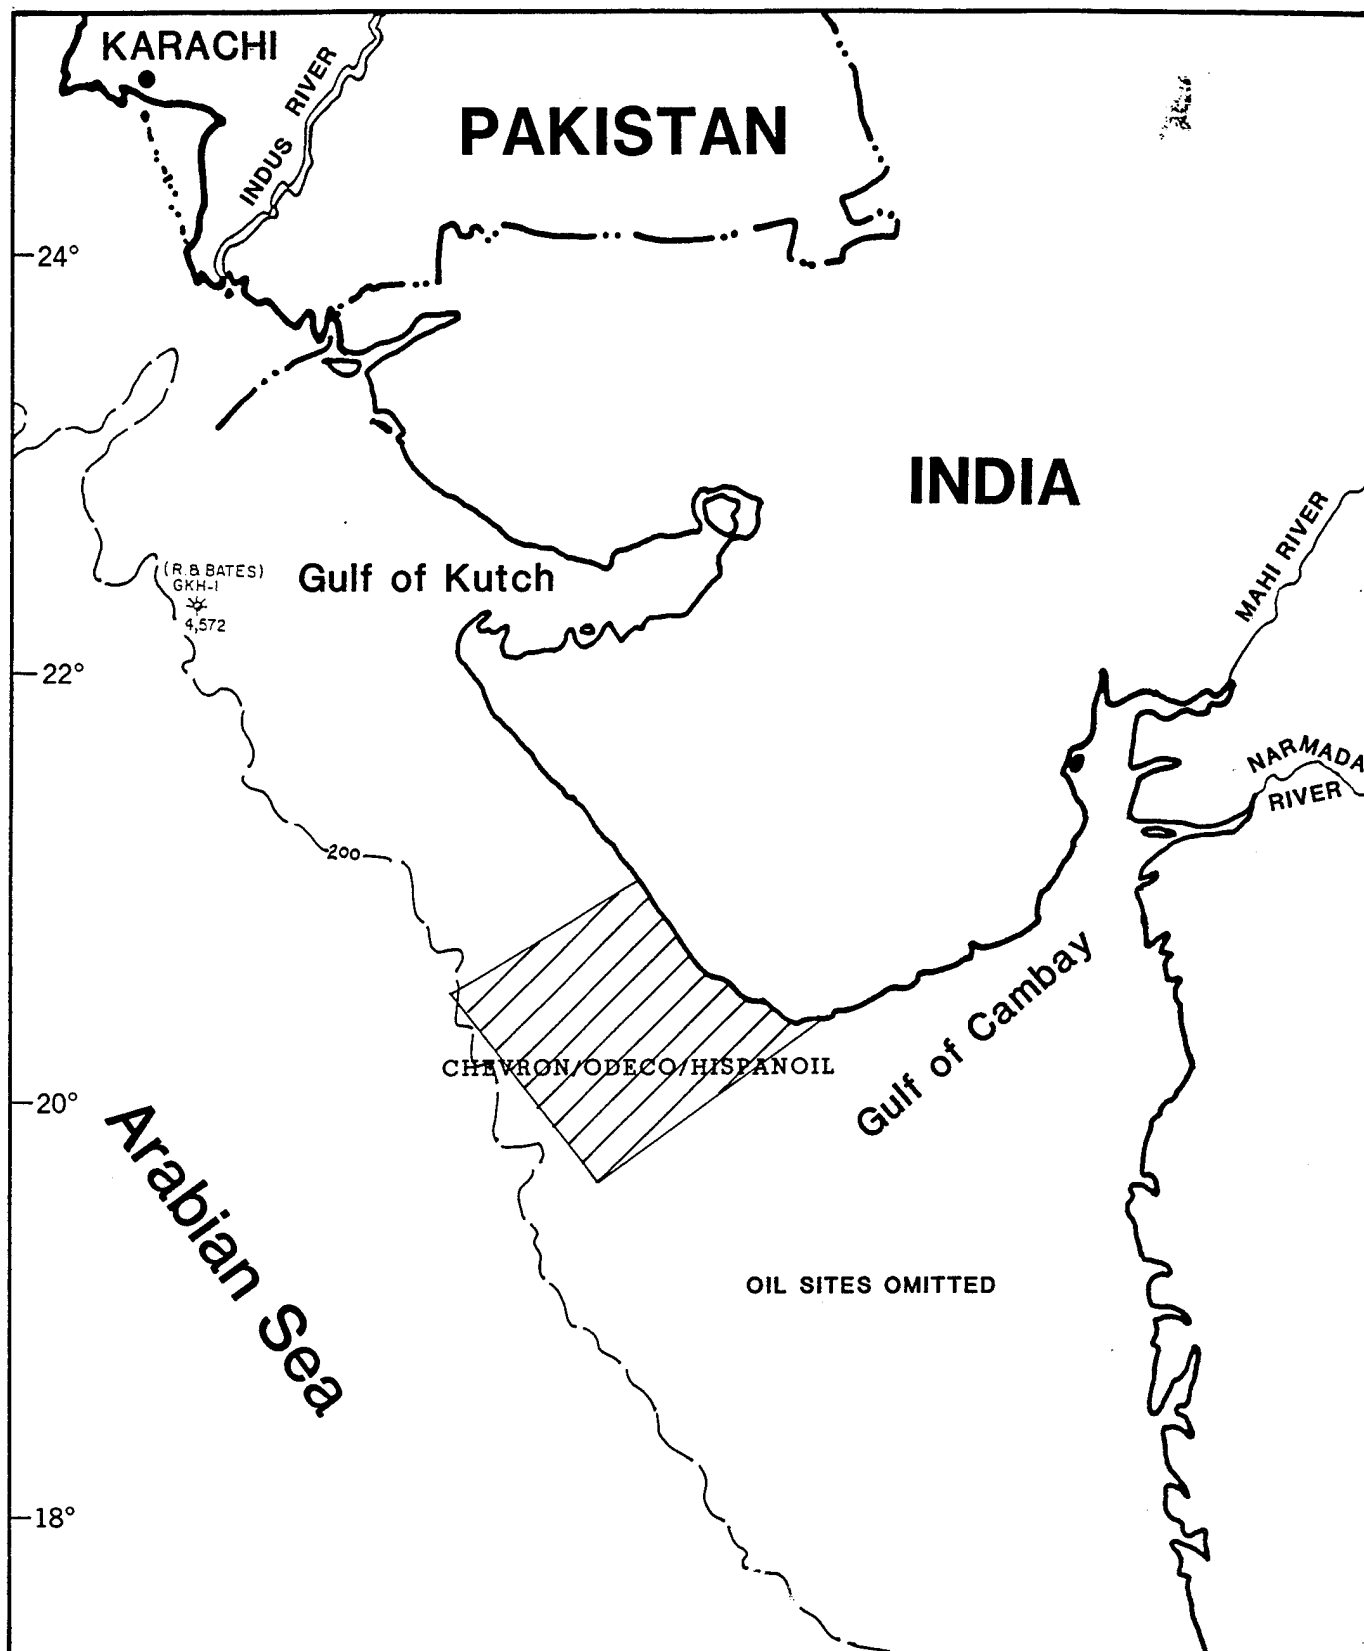 KARACHI
INDUS RIVER
PAKISTAN
24°
INDIA
MAHI RIVER
(R.B. BATES)
GKH-1
4,572
Gulf of Kutch
22°
NARMADA
RIVER
200
CHEVRON/ODECO/HISPANOIL
Gulf of Cambay
20°
Arabian Sea
OIL SITES OMITTED
18°